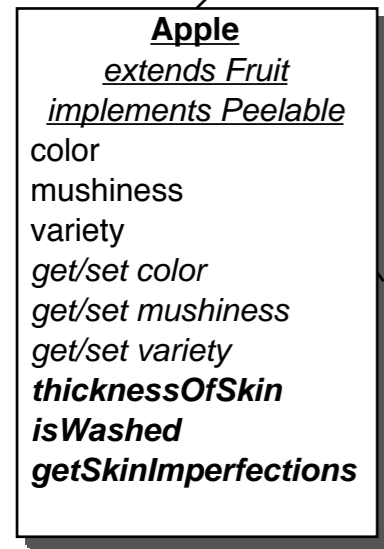 Apple
extends Fruit
implements Peelable
color
mushiness
variety
get/set color
get/set mushiness
get/set variety
thicknessOfSkin
isWashed
getSkinImperfections